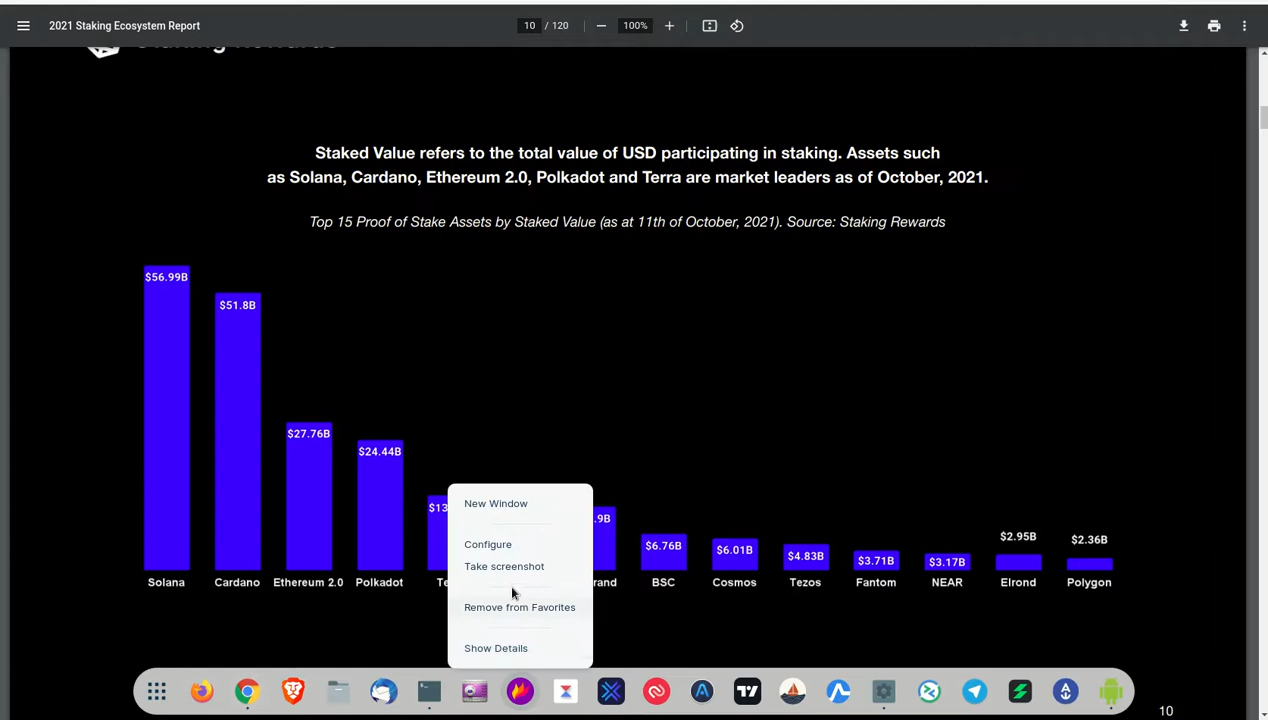 2021 Staking Ecosystem Report
10 / 120
100%
Staking Rewards
Staked Value refers to the total value of USD participating in staking. Assets such
as Solana, Cardano, Ethereum 2.0, Polkadot and Terra are market leaders as of October, 2021.
Top 15 Proof of Stake Assets by Staked Value (as at 11th of October, 2021). Source: Staking Rewards
$56.99B
$51.8B
$27.76B
$24.44B
$6.76B
$6.01B
$4.83B
$3.71B
$3.17B
$2.95B
$2.36B
Solana
Cardano
Ethereum 2.0
Polkadot
BSC
Cosmos
Tezos
Fantom
NEAR
Elrond
Polygon
New Window
Configure
Take screenshot
Remove from Favorites
Show Details
10